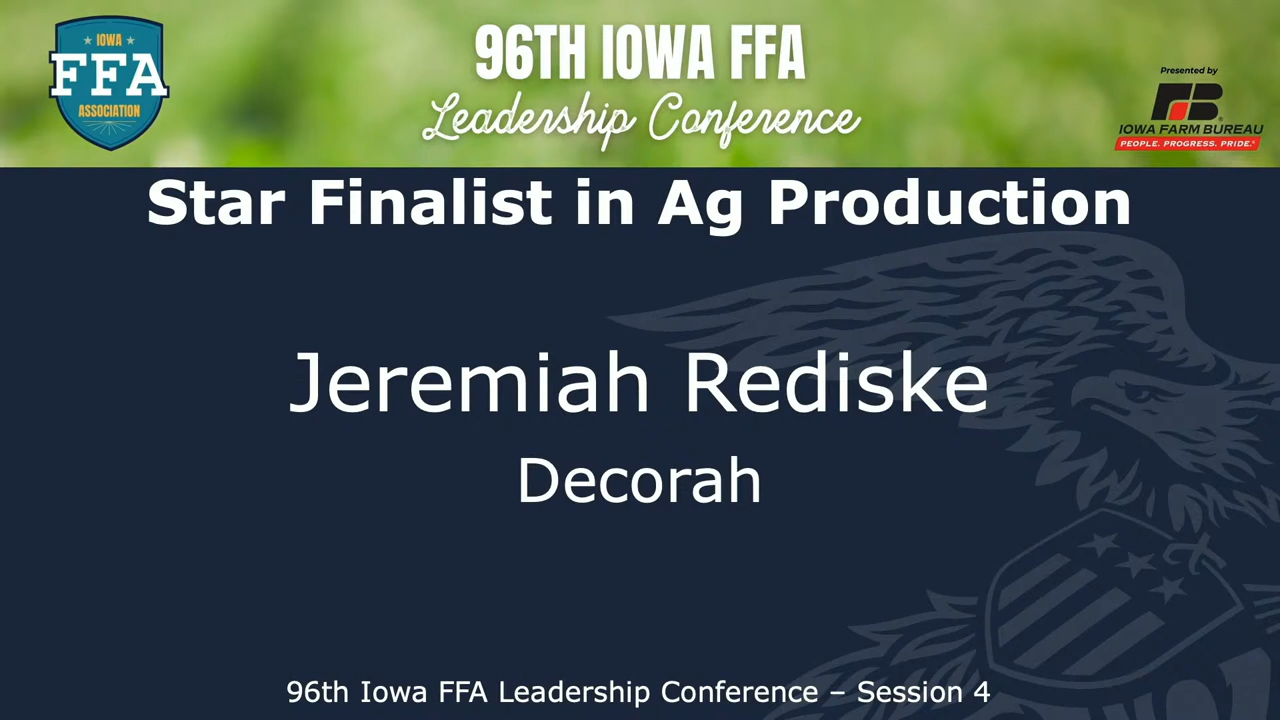 IOWA
FFA
ASSOCIATION
96TH IOWA FFA
Leadership Conference
Presented by
FB
IOWA FARM BUREAU
PEOPLE. PROGRESS. PRIDE.®
Star Finalist in Ag Production
Jeremiah Rediske
Decorah
96th Iowa FFA Leadership Conference – Session 4